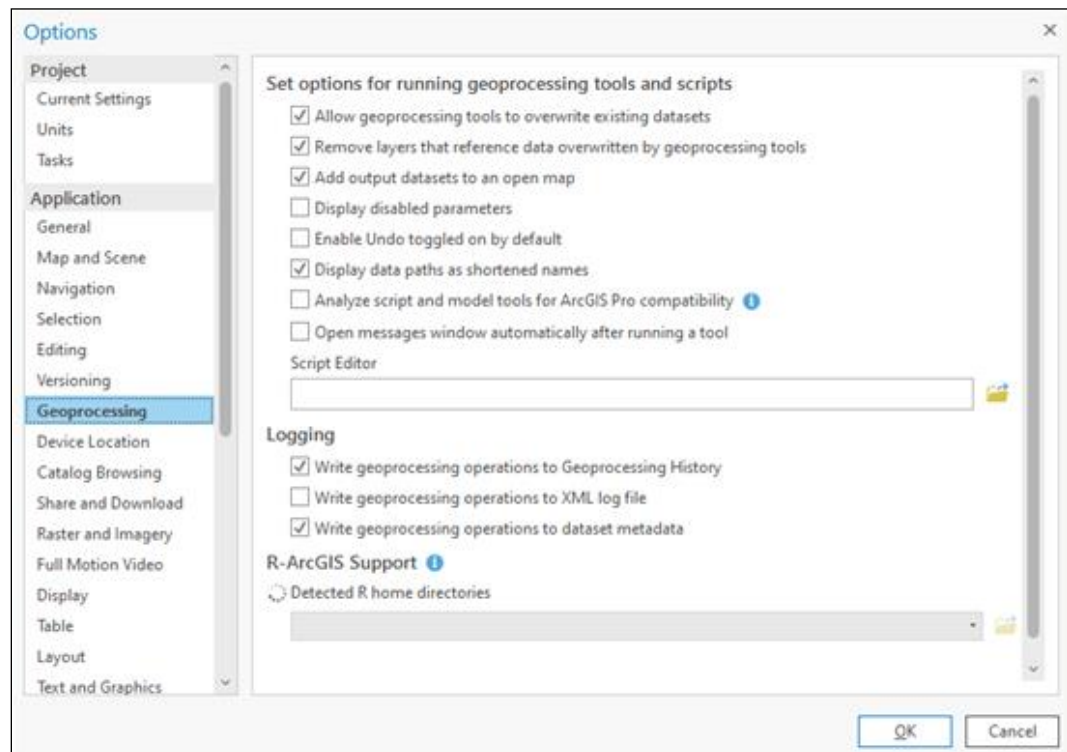 Options
Project
Current Settings
Units
Tasks
Application
General
Map and Scene
Navigation
Selection
Editing
Versioning
Geoprocessing
Device Location
Catalog Browsing
Share and Download
Raster and Imagery
Full Motion Video
Display
Table
Layout
Text and Graphics
Set options for running geoprocessing tools and scripts
Allow geoprocessing tools to overwrite existing datasets
Remove layers that reference data overwritten by geoprocessing tools
Add output datasets to an open map
Display disabled parameters
Enable Undo toggled on by default
Display data paths as shortened names
Analyze script and model tools for ArcGIS Pro compatibility
Open messages window automatically after running a tool
Script Editor
Logging
Write geoprocessing operations to Geoprocessing History
Write geoprocessing operations to XML log file
Write geoprocessing operations to dataset metadata
R-ArcGIS Support
Detected R home directories
OK
Cancel